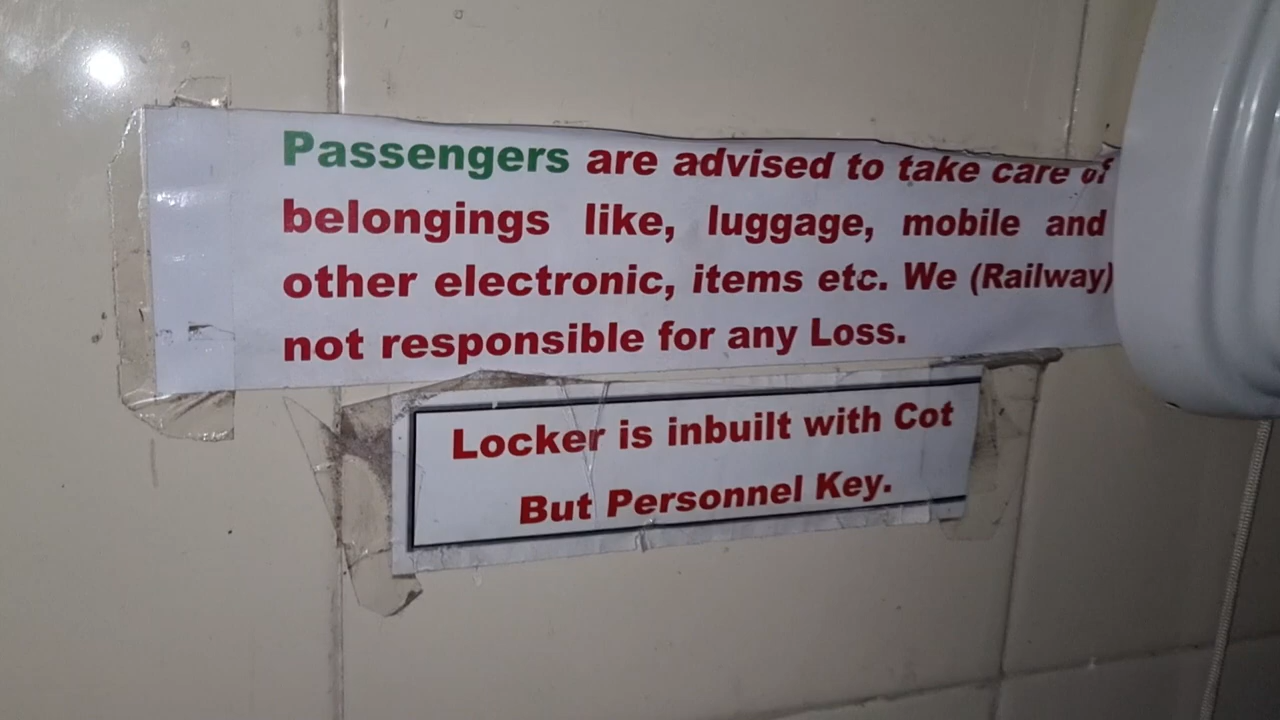 Passengers are advised to take care of
belongings like, luggage, mobile and
other electronic, items etc. We (Railway)
not responsible for any Loss.
Locker is inbuilt with Cot
But Personnel Key.